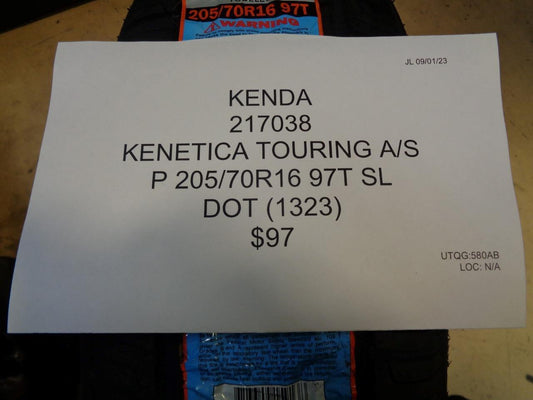 205/70R16 97T
WARNING
JL 09/01/23
KENDA
217038
KENETICA TOURING A/S
P 205/70R16 97T SL
DOT (1323)
$97
UTQG:580AB
LOC: N/A